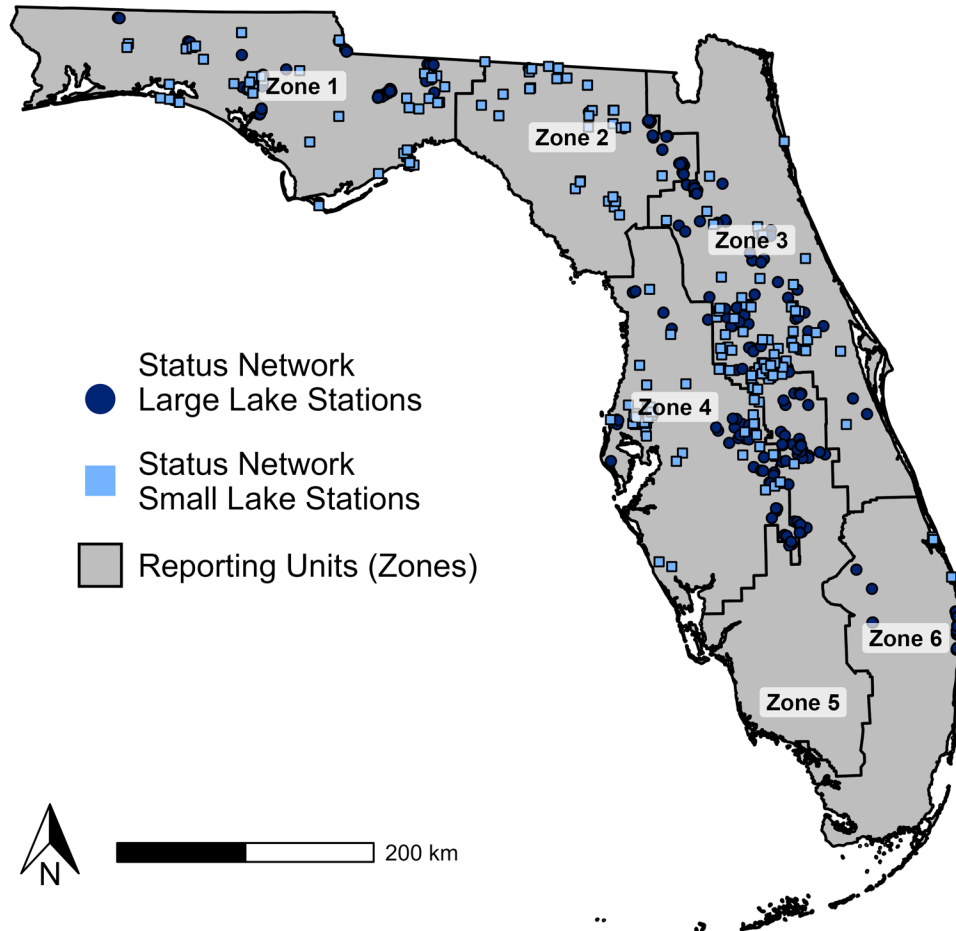 Zone 1
Zone 2
Zone 3
Status Network
Large Lake Stations
Zone 4
Status Network
Small Lake Stations
Reporting Units (Zones)
Zone 6
Zone 5
N
200 km